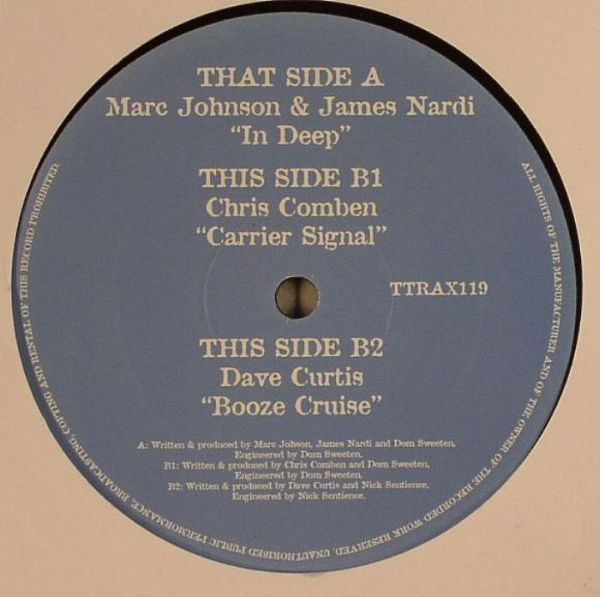 THAT SIDE A
Marc Johnson & James Nardi
"In Deep"
THIS SIDE B1
Chris Comben
"Carrier Signal"
TTRAX119
THIS SIDE B2
Dave Curtis
"Booze Cruise"
A: Written & produced by Marc Johson, James Nardi and Dom Sweeten.
Engineered by Dom Sweeten.
B1: Written & produced by Chris Comben and Dom Sweeten,
Engineered by Dom Sweeten.
B2: Written & produced by Dave Curtis and Nick Sentience,
Engineered by Nick Sentience.
ALL RIGHTS OF THE MANUFACTURER AND OF THE OWNER OF THE RECORDED WORK RESERVED. UNAUTHORISED PUBLIC PERMORMANCE, BROADCASTING, COPYING AND RENTAL OF THIS RECORD PROHIBITED.